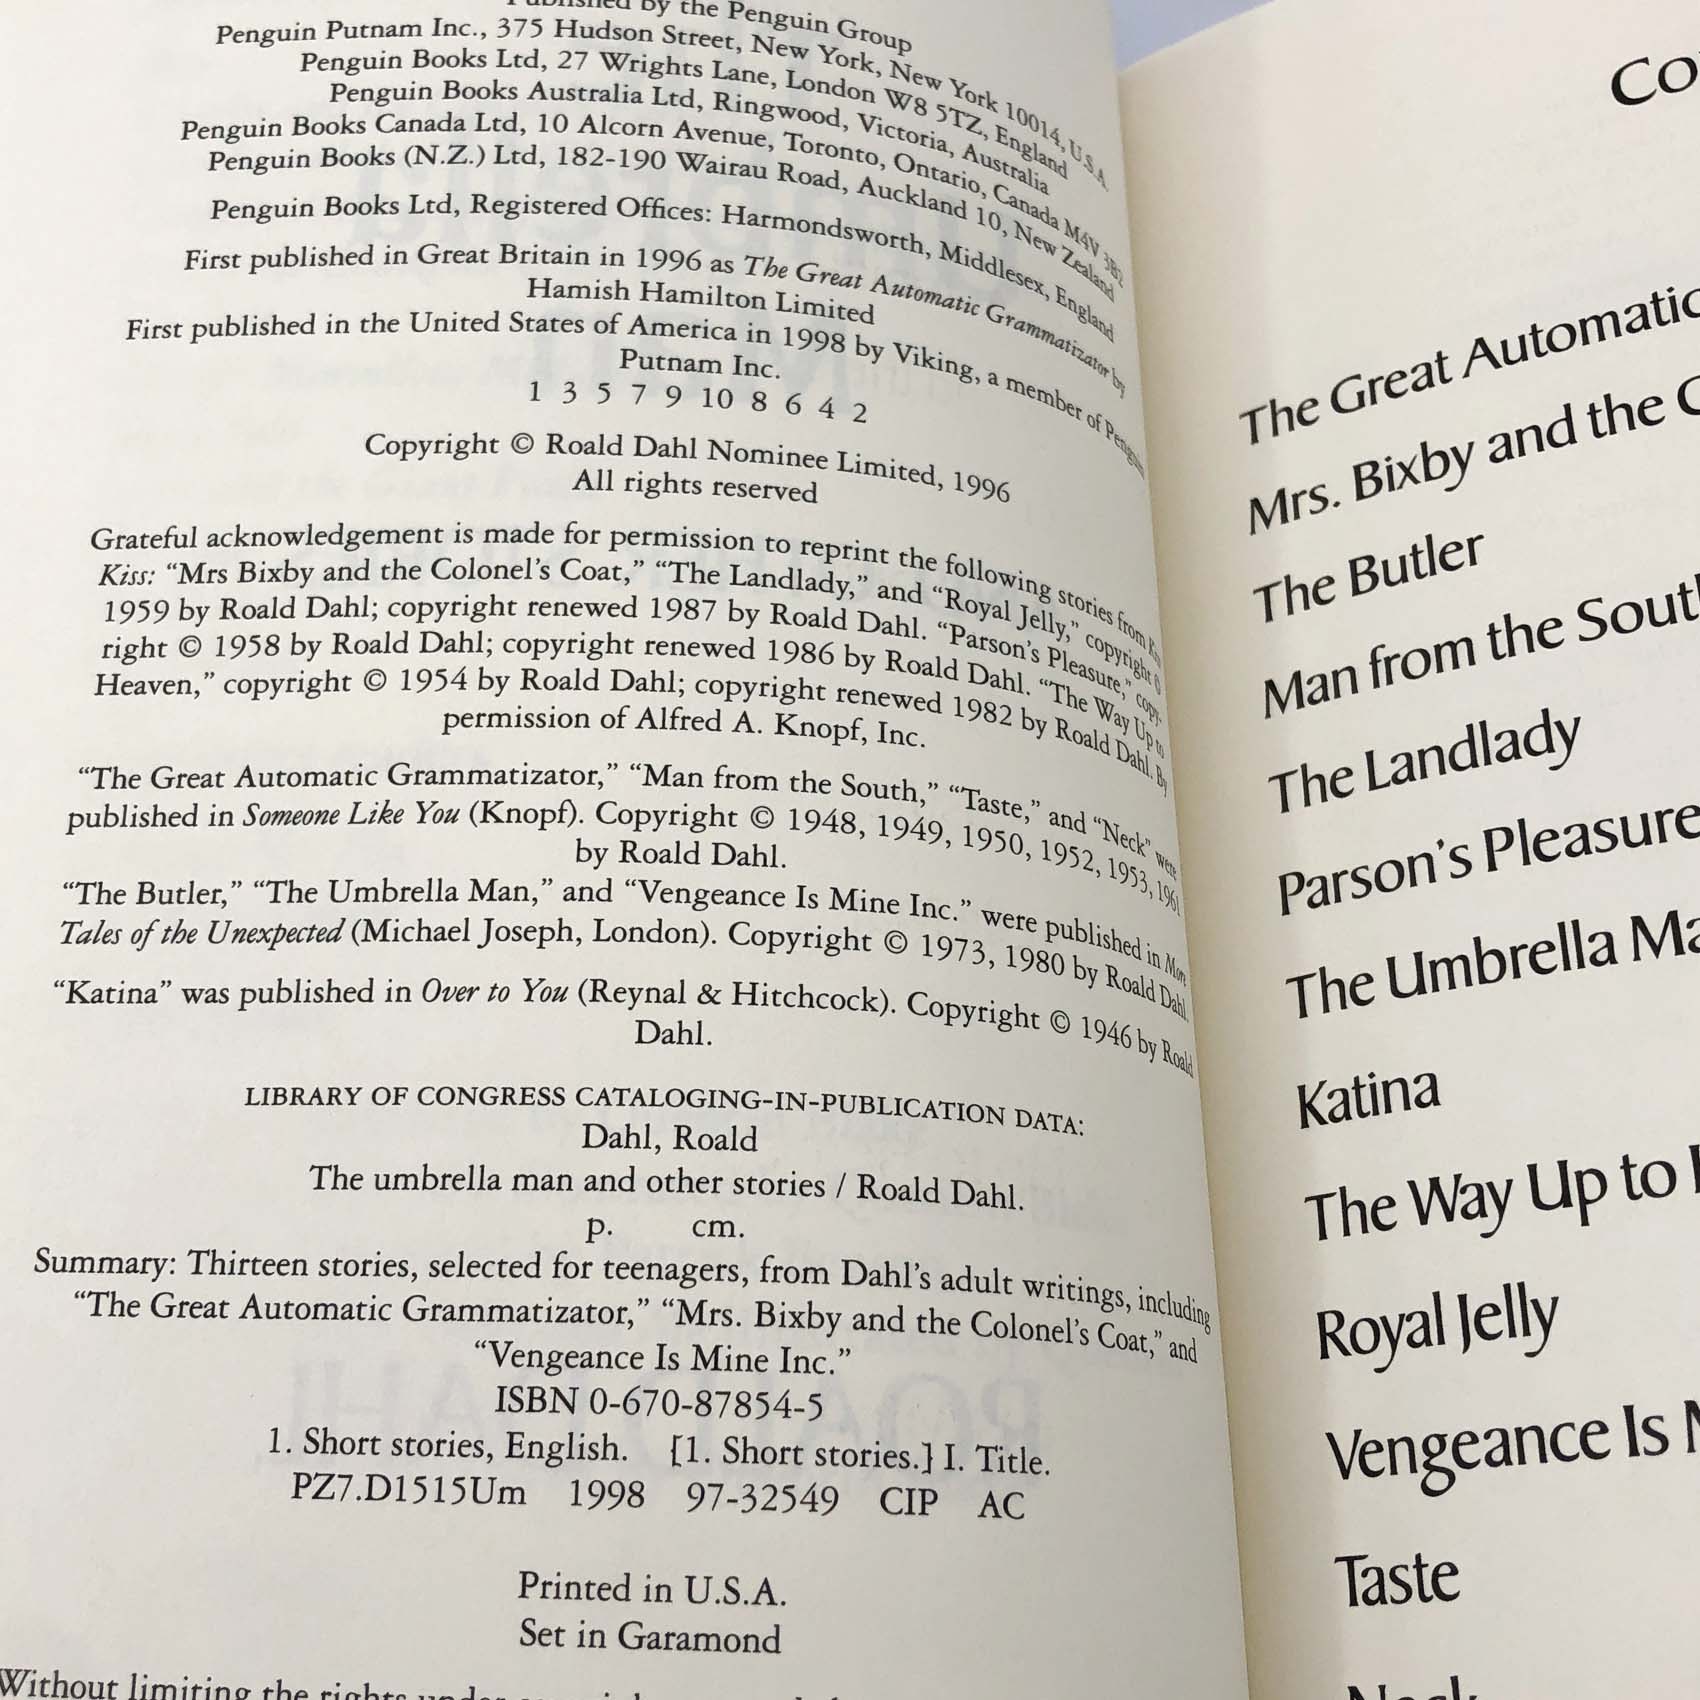 Published by the Penguin Group
Penguin Putnam Inc., 375 Hudson Street, New York, New York 10014, U.S.A.
Penguin Books Ltd, 27 Wrights Lane, London W8 5TZ, England
Penguin Books Australia Ltd, Ringwood, Victoria, Australia
Penguin Books Canada Ltd, 10 Alcorn Avenue, Toronto, Ontario, Canada M4V 3B2
Penguin Books (N.Z.) Ltd, 182-190 Wairau Road, Auckland 10, New Zealand
Penguin Books Ltd, Registered Offices: Harmondsworth, Middlesex, England
First published in Great Britain in 1996 as The Great Automatic Grammatizator by
Hamish Hamilton Limited
First published in the United States of America in 1998 by Viking, a member of Penguin
Putnam Inc.
1 3 5 7 9 10 8 6 4 2
Copyright © Roald Dahl Nominee Limited, 1996
All rights reserved
Grateful acknowledgement is made for permission to reprint the following stories from Kiss
Kiss: “Mrs Bixby and the Colonel’s Coat,” “The Landlady,” and “Royal Jelly,” copyright ©
1959 by Roald Dahl; copyright renewed 1987 by Roald Dahl. “Parson’s Pleasure,” copy-
right © 1958 by Roald Dahl; copyright renewed 1986 by Roald Dahl. “The Way Up to
Heaven,” copyright © 1954 by Roald Dahl; copyright renewed 1982 by Roald Dahl. By
permission of Alfred A. Knopf, Inc.
“The Great Automatic Grammatizator,” “Man from the South,” “Taste,” and “Neck” were
published in Someone Like You (Knopf). Copyright © 1948, 1949, 1950, 1952, 1953, 1961
by Roald Dahl.
“The Butler,” “The Umbrella Man,” and “Vengeance Is Mine Inc.” were published in More
Tales of the Unexpected (Michael Joseph, London). Copyright © 1973, 1980 by Roald Dahl.
“Katina” was published in Over to You (Reynal & Hitchcock). Copyright © 1946 by Roald
Dahl.
LIBRARY OF CONGRESS CATALOGING-IN-PUBLICATION DATA:
Dahl, Roald
The umbrella man and other stories / Roald Dahl.
p. cm.
Summary: Thirteen stories, selected for teenagers, from Dahl’s adult writings, including
“The Great Automatic Grammatizator,” “Mrs. Bixby and the Colonel’s Coat,” and
“Vengeance Is Mine Inc.”
ISBN 0-670-87854-5
1. Short stories, English. [1. Short stories.] I. Title.
PZ7.D1515Um 1998 97-32549 CIP AC
Printed in U.S.A.
Set in Garamond
Without limiting the rights under
Co
The Great Automatic
Mrs. Bixby and the C
The Butler
Man from the South
The Landlady
Parson’s Pleasure
The Umbrella Ma
Katina
The Way Up to
Royal Jelly
Vengeance Is M
Taste
Neck